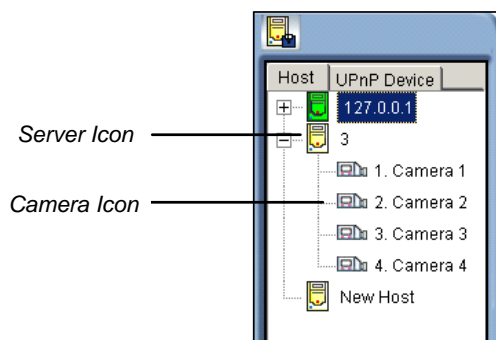 Host UPnP Device
127.0.0.1
Server Icon
3
1. Camera 1
Camera Icon
2. Camera 2
3. Camera 3
4. Camera 4
New Host